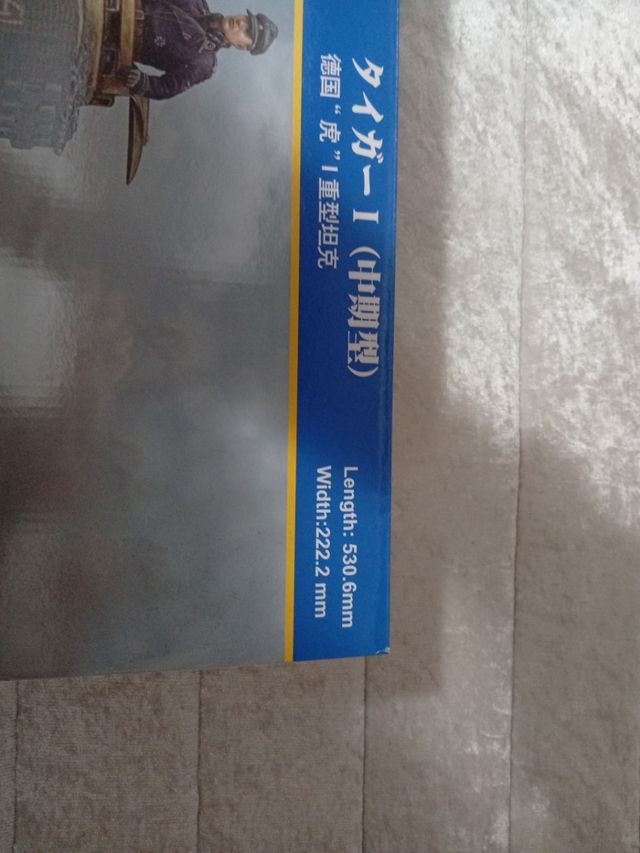 タイガーⅠ（中期型）
德国“虎”Ⅰ重型坦克
Length: 530.6mm
Width:222.2 mm